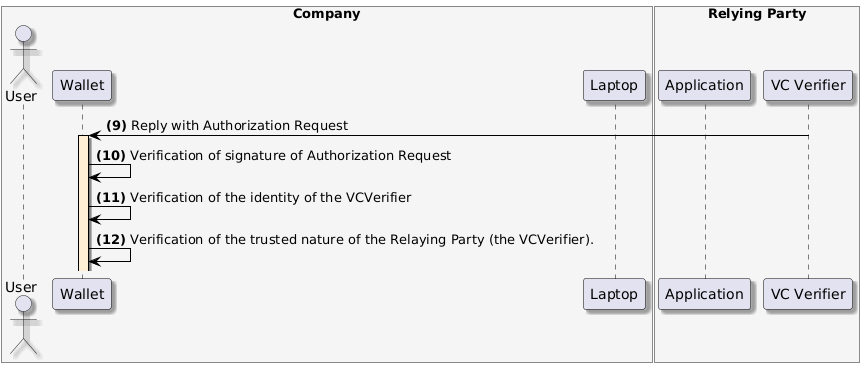 Company
Relying Party
User
Wallet
Laptop
Application
VC Verifier
(9) Reply with Authorization Request
(10) Verification of signature of Authorization Request
(11) Verification of the identity of the VCVerifier
(12) Verification of the trusted nature of the Relaying Party (the VCVerifier).
User
Wallet
Laptop
Application
VC Verifier